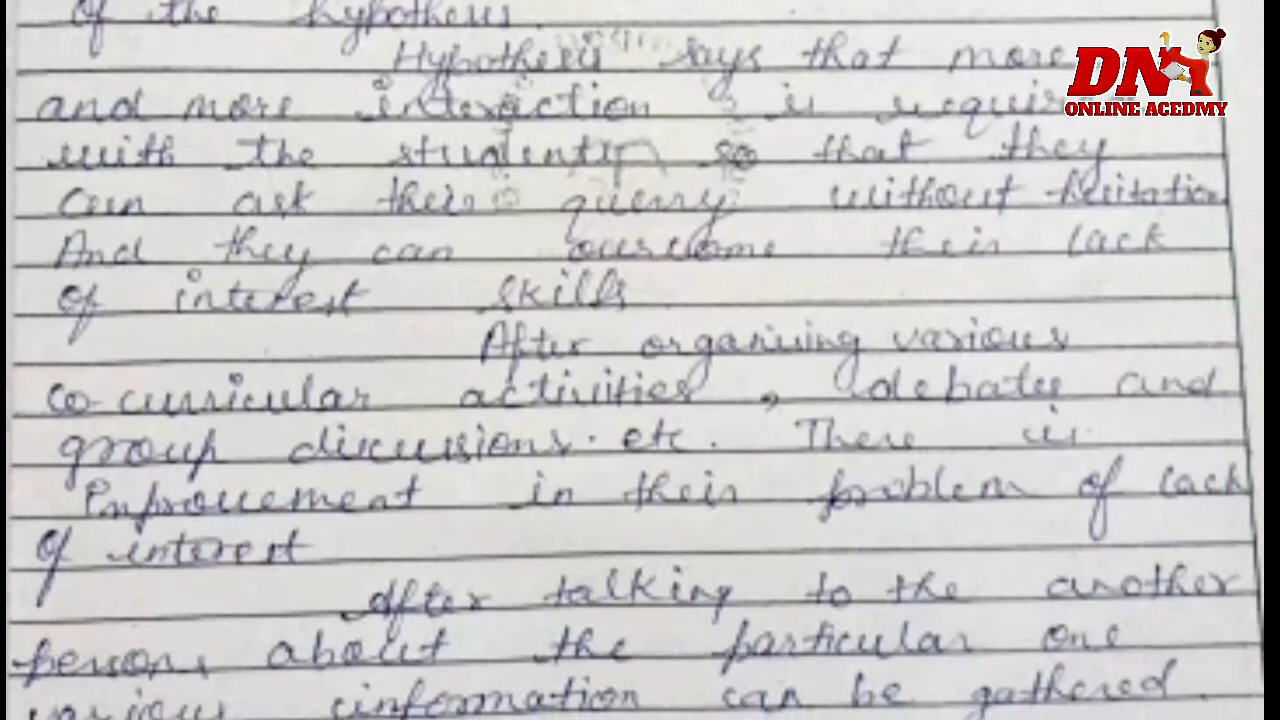 of the hypothesis.
Hypothesis says that more
and more interaction is requir
with the students so that they
can ask their query without hesitation
And they can overcome their lack
of interest skills
After organising various
co-curricular activities, debates and
group discussions. etc. There is
Improvement in their problem of lack
of interest
After talking to the another
person, about the particular one
various information can be gathered.
DN
ONLINE ACEDMY